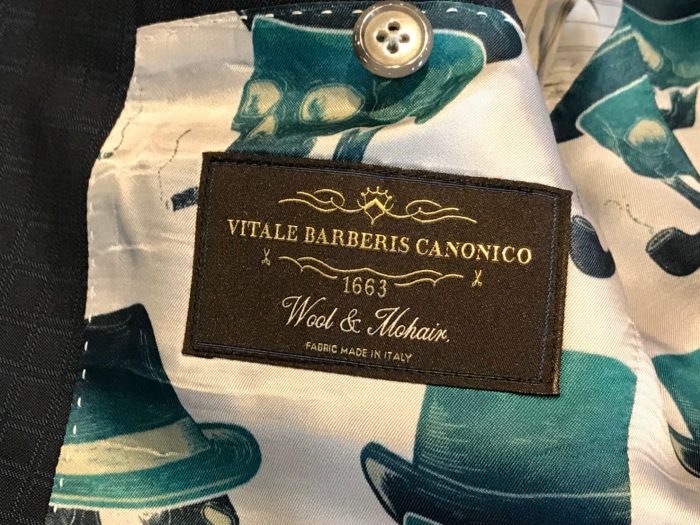 VITALE BARBERIS CANONICO
1663
Wool & Mohair.
FABRIC MADE IN ITALY